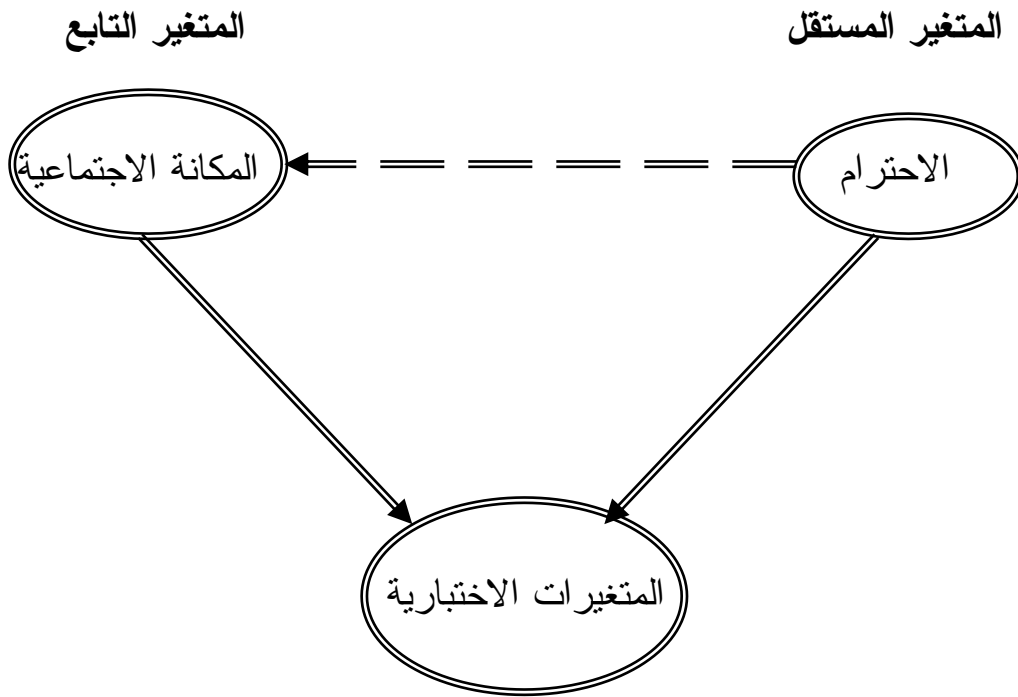 المتغير المستقل
المتغير التابع
الاحترام
المكانة الاجتماعية
المتغيرات الاختبارية